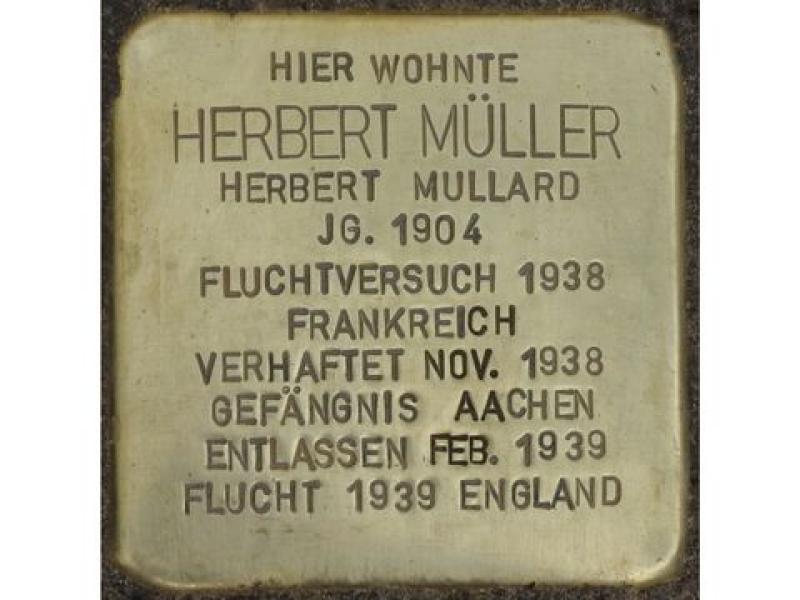 HIER WOHNTE
HERBERT MÜLLER
HERBERT MULLARD
JG. 1904
FLUCHTVERSUCH 1938
FRANKREICH
VERHAFTET NOV. 1938
GEFÄNGNIS AACHEN
ENTLASSEN FEB. 1939
FLUCHT 1939 ENGLAND